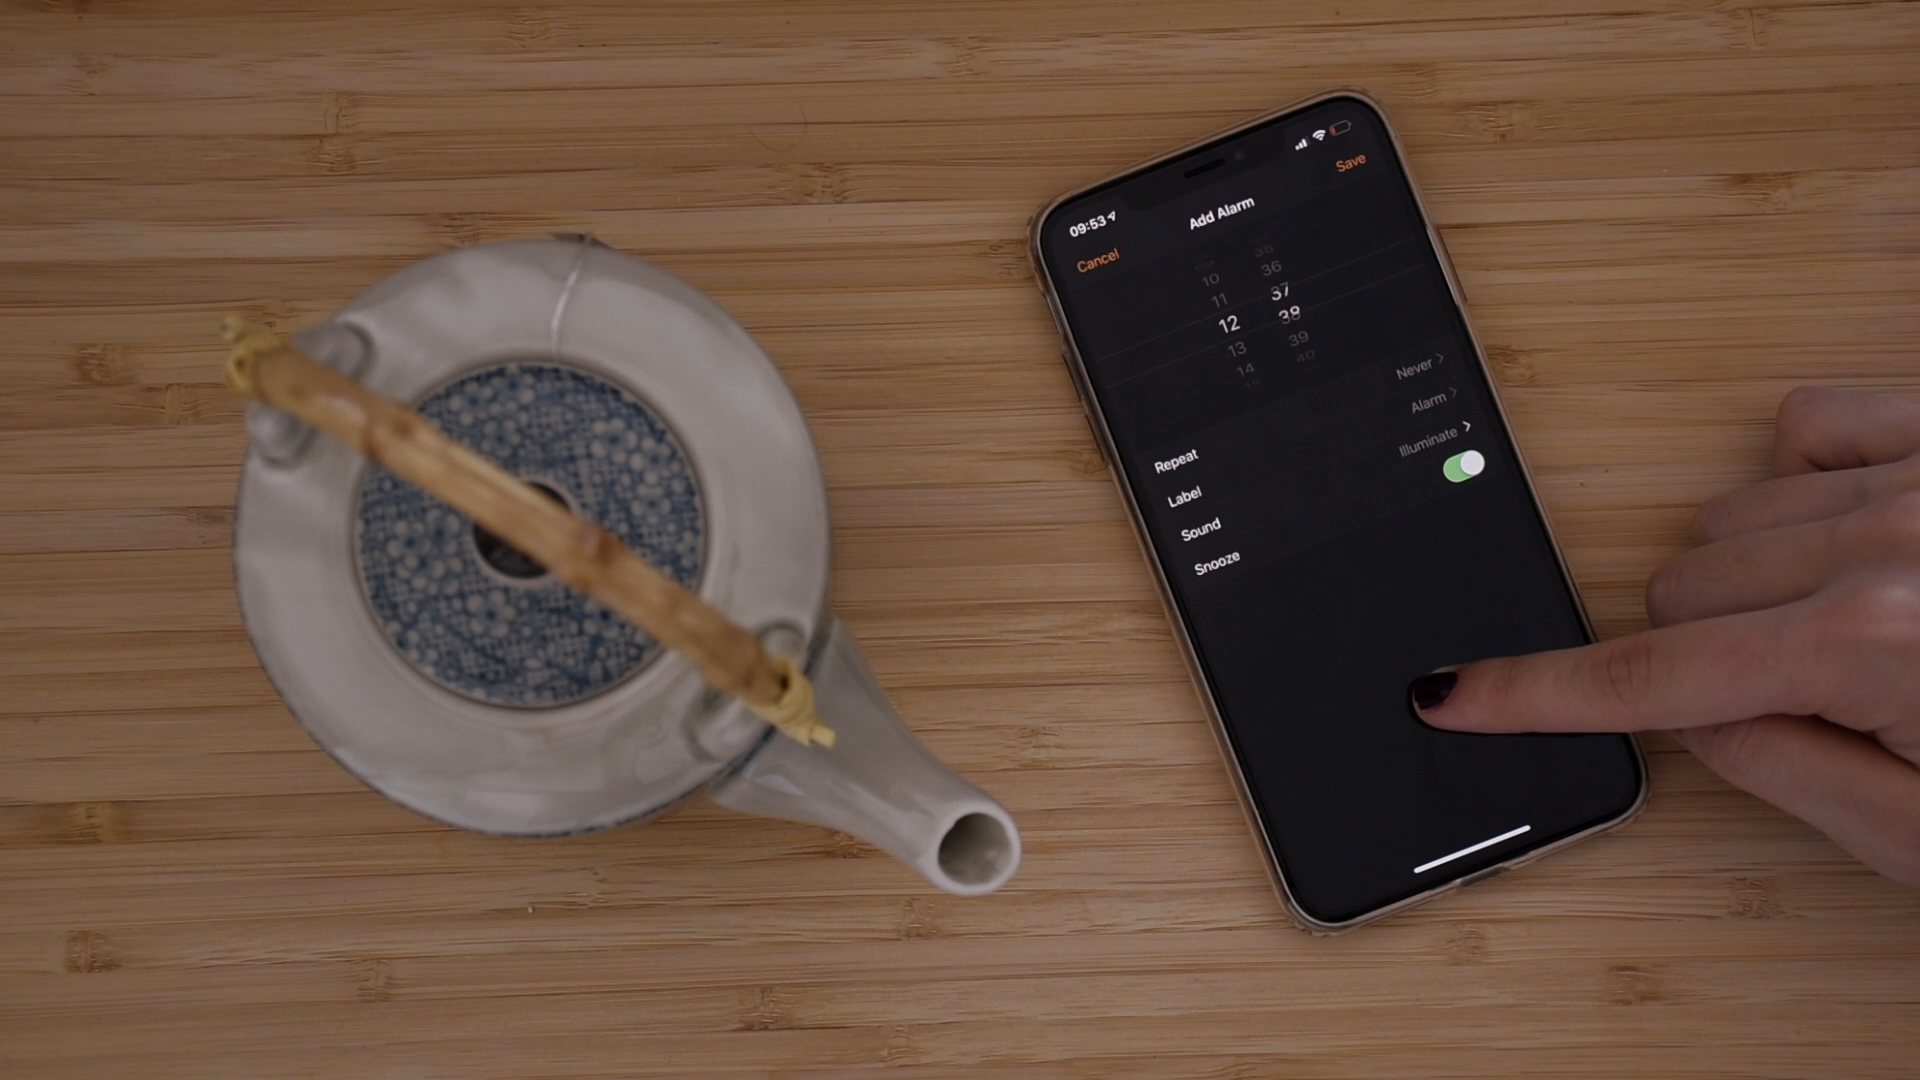 09:53
Cancel
Add Alarm
Save
10 36
11 37
12 38
13 39
14 40
Repeat Never
Label Alarm
Sound Illuminate
Snooze